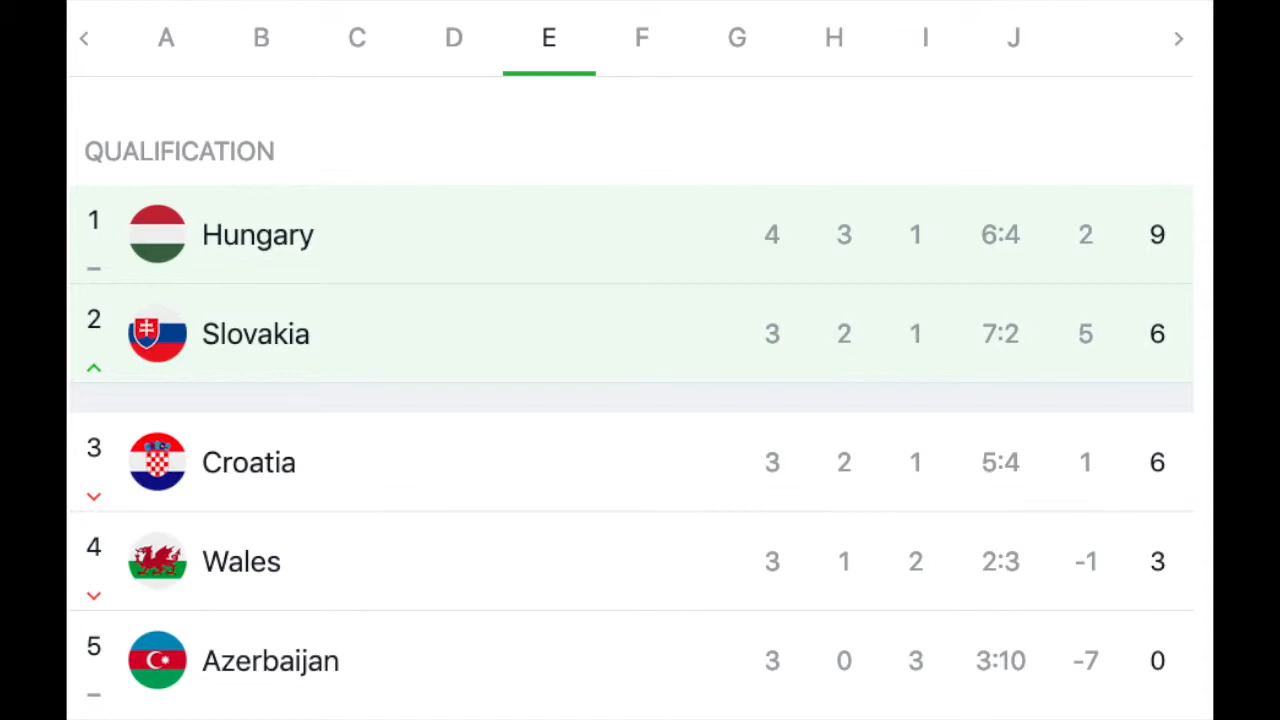 A B C D E F G H I J
QUALIFICATION
1 Hungary 4 3 1 6:4 2 9
2 Slovakia 3 2 1 7:2 5 6
3 Croatia 3 2 1 5:4 1 6
4 Wales 3 1 2 2:3 -1 3
5 Azerbaijan 3 0 3 3:10 -7 0